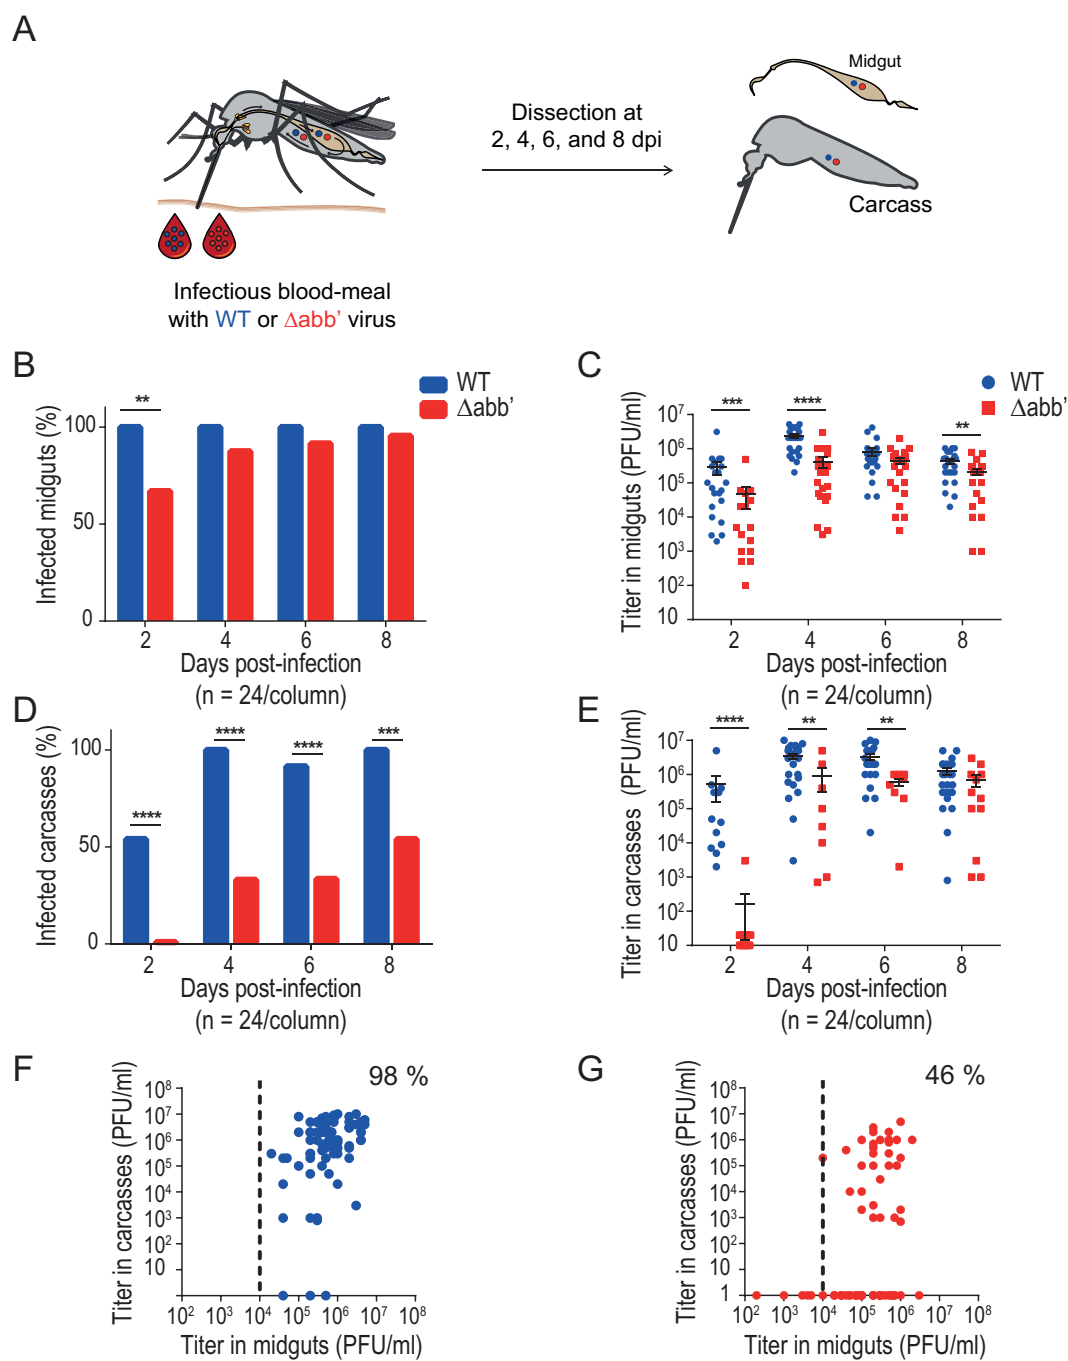 A
Midgut
Dissection at
2, 4, 6, and 8 dpi
Carcass
Infectious blood-meal
with WT or Δabb' virus
B
WT
Δabb'
**
Infected midguts (%)
100
50
0
2 4 6 8
Days post-infection
(n = 24/column)
C
WT
Δabb'
*** **** **
Titer in midguts (PFU/ml)
10⁷
10⁶
10⁵
10⁴
10³
10²
10
2 4 6 8
Days post-infection
(n = 24/column)
D
**** **** **** ***
Infected carcasses (%)
100
50
0
2 4 6 8
Days post-infection
(n = 24/column)
E
**** ** **
Titer in carcasses (PFU/ml)
10⁷
10⁶
10⁵
10⁴
10³
10²
10
2 4 6 8
Days post-infection
(n = 24/column)
F
98 %
Titer in carcasses (PFU/ml)
10⁸
10⁷
10⁶
10⁵
10⁴
10³
10²
10
10² 10³ 10⁴ 10⁵ 10⁶ 10⁷ 10⁸
Titer in midguts (PFU/ml)
G
46 %
Titer in carcasses (PFU/ml)
10⁸
10⁷
10⁶
10⁵
10⁴
10³
10²
10
1
10² 10³ 10⁴ 10⁵ 10⁶ 10⁷ 10⁸
Titer in midguts (PFU/ml)